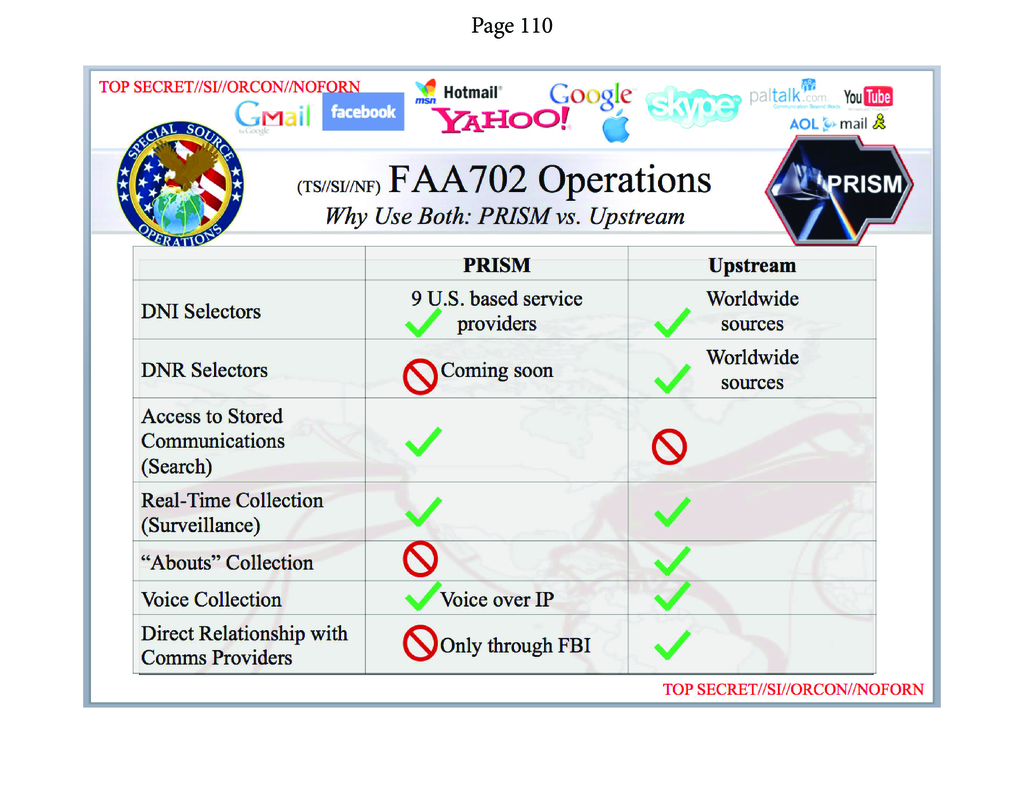 Page 110
TOP SECRET//SI//ORCON//NOFORN
Gmail
by Google
facebook
msn
Hotmail
YAHOO!
Google
skype
paltalk.com
Communication Beyond Words
YouTube
AOL mail
SPECIAL SOURCE
OPERATIONS
(TS//SI//NF) FAA702 Operations
Why Use Both: PRISM vs. Upstream
PRISM
PRISM Upstream
DNI Selectors 9 U.S. based service Worldwide
providers sources
DNR Selectors Coming soon Worldwide
sources
Access to Stored
Communications
(Search)
Real-Time Collection
(Surveillance)
“Abouts” Collection
Voice Collection Voice over IP
Direct Relationship with
Comms Providers Only through FBI
TOP SECRET//SI//ORCON//NOFORN